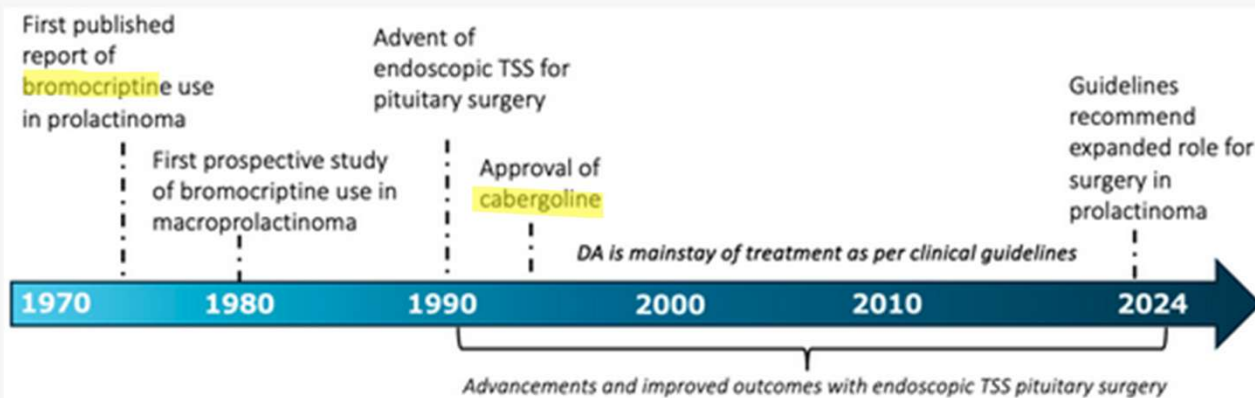 First published
report of
bromocriptine use
in prolactinoma
First prospective study
of bromocriptine use in
macroprolactinoma
Advent of
endoscopic TSS for
pituitary surgery
Approval of
cabergoline
DA is mainstay of treatment as per clinical guidelines
Guidelines
recommend
expanded role for
surgery in
prolactinoma
1970 1980 1990 2000 2010 2024
Advancements and improved outcomes with endoscopic TSS pituitary surgery